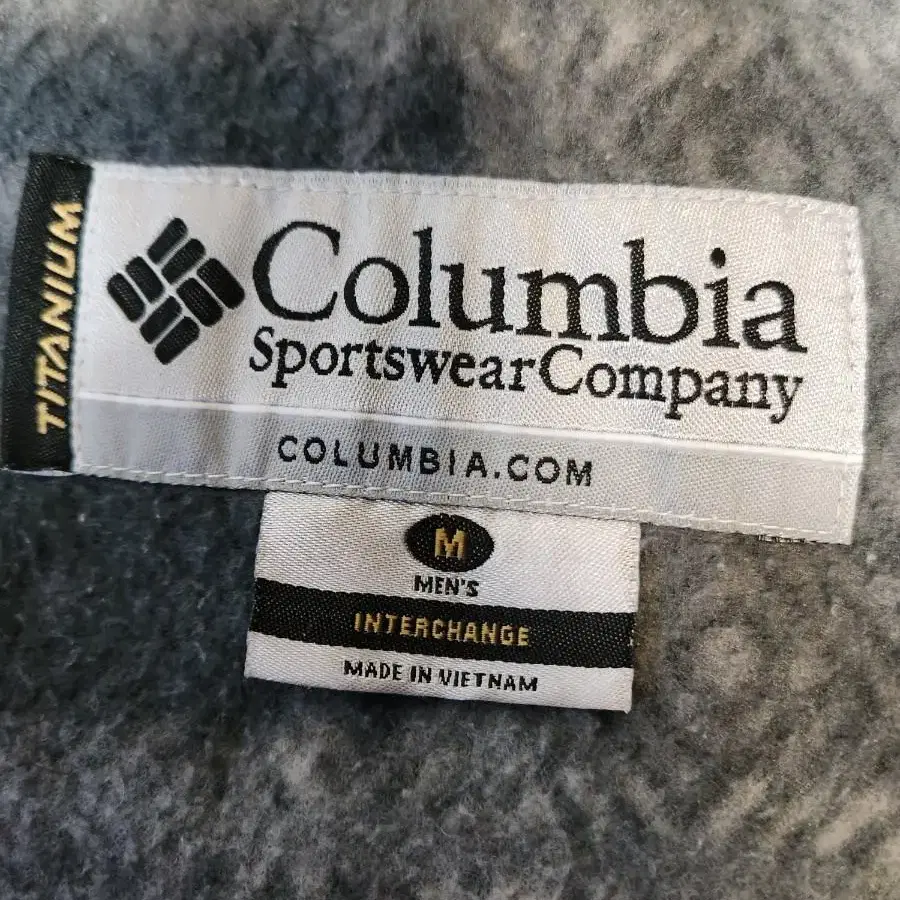 TITANIUM
Columbia
SportswearCompany
COLUMBIA.COM
M
MEN'S
INTERCHANGE
MADE IN VIETNAM